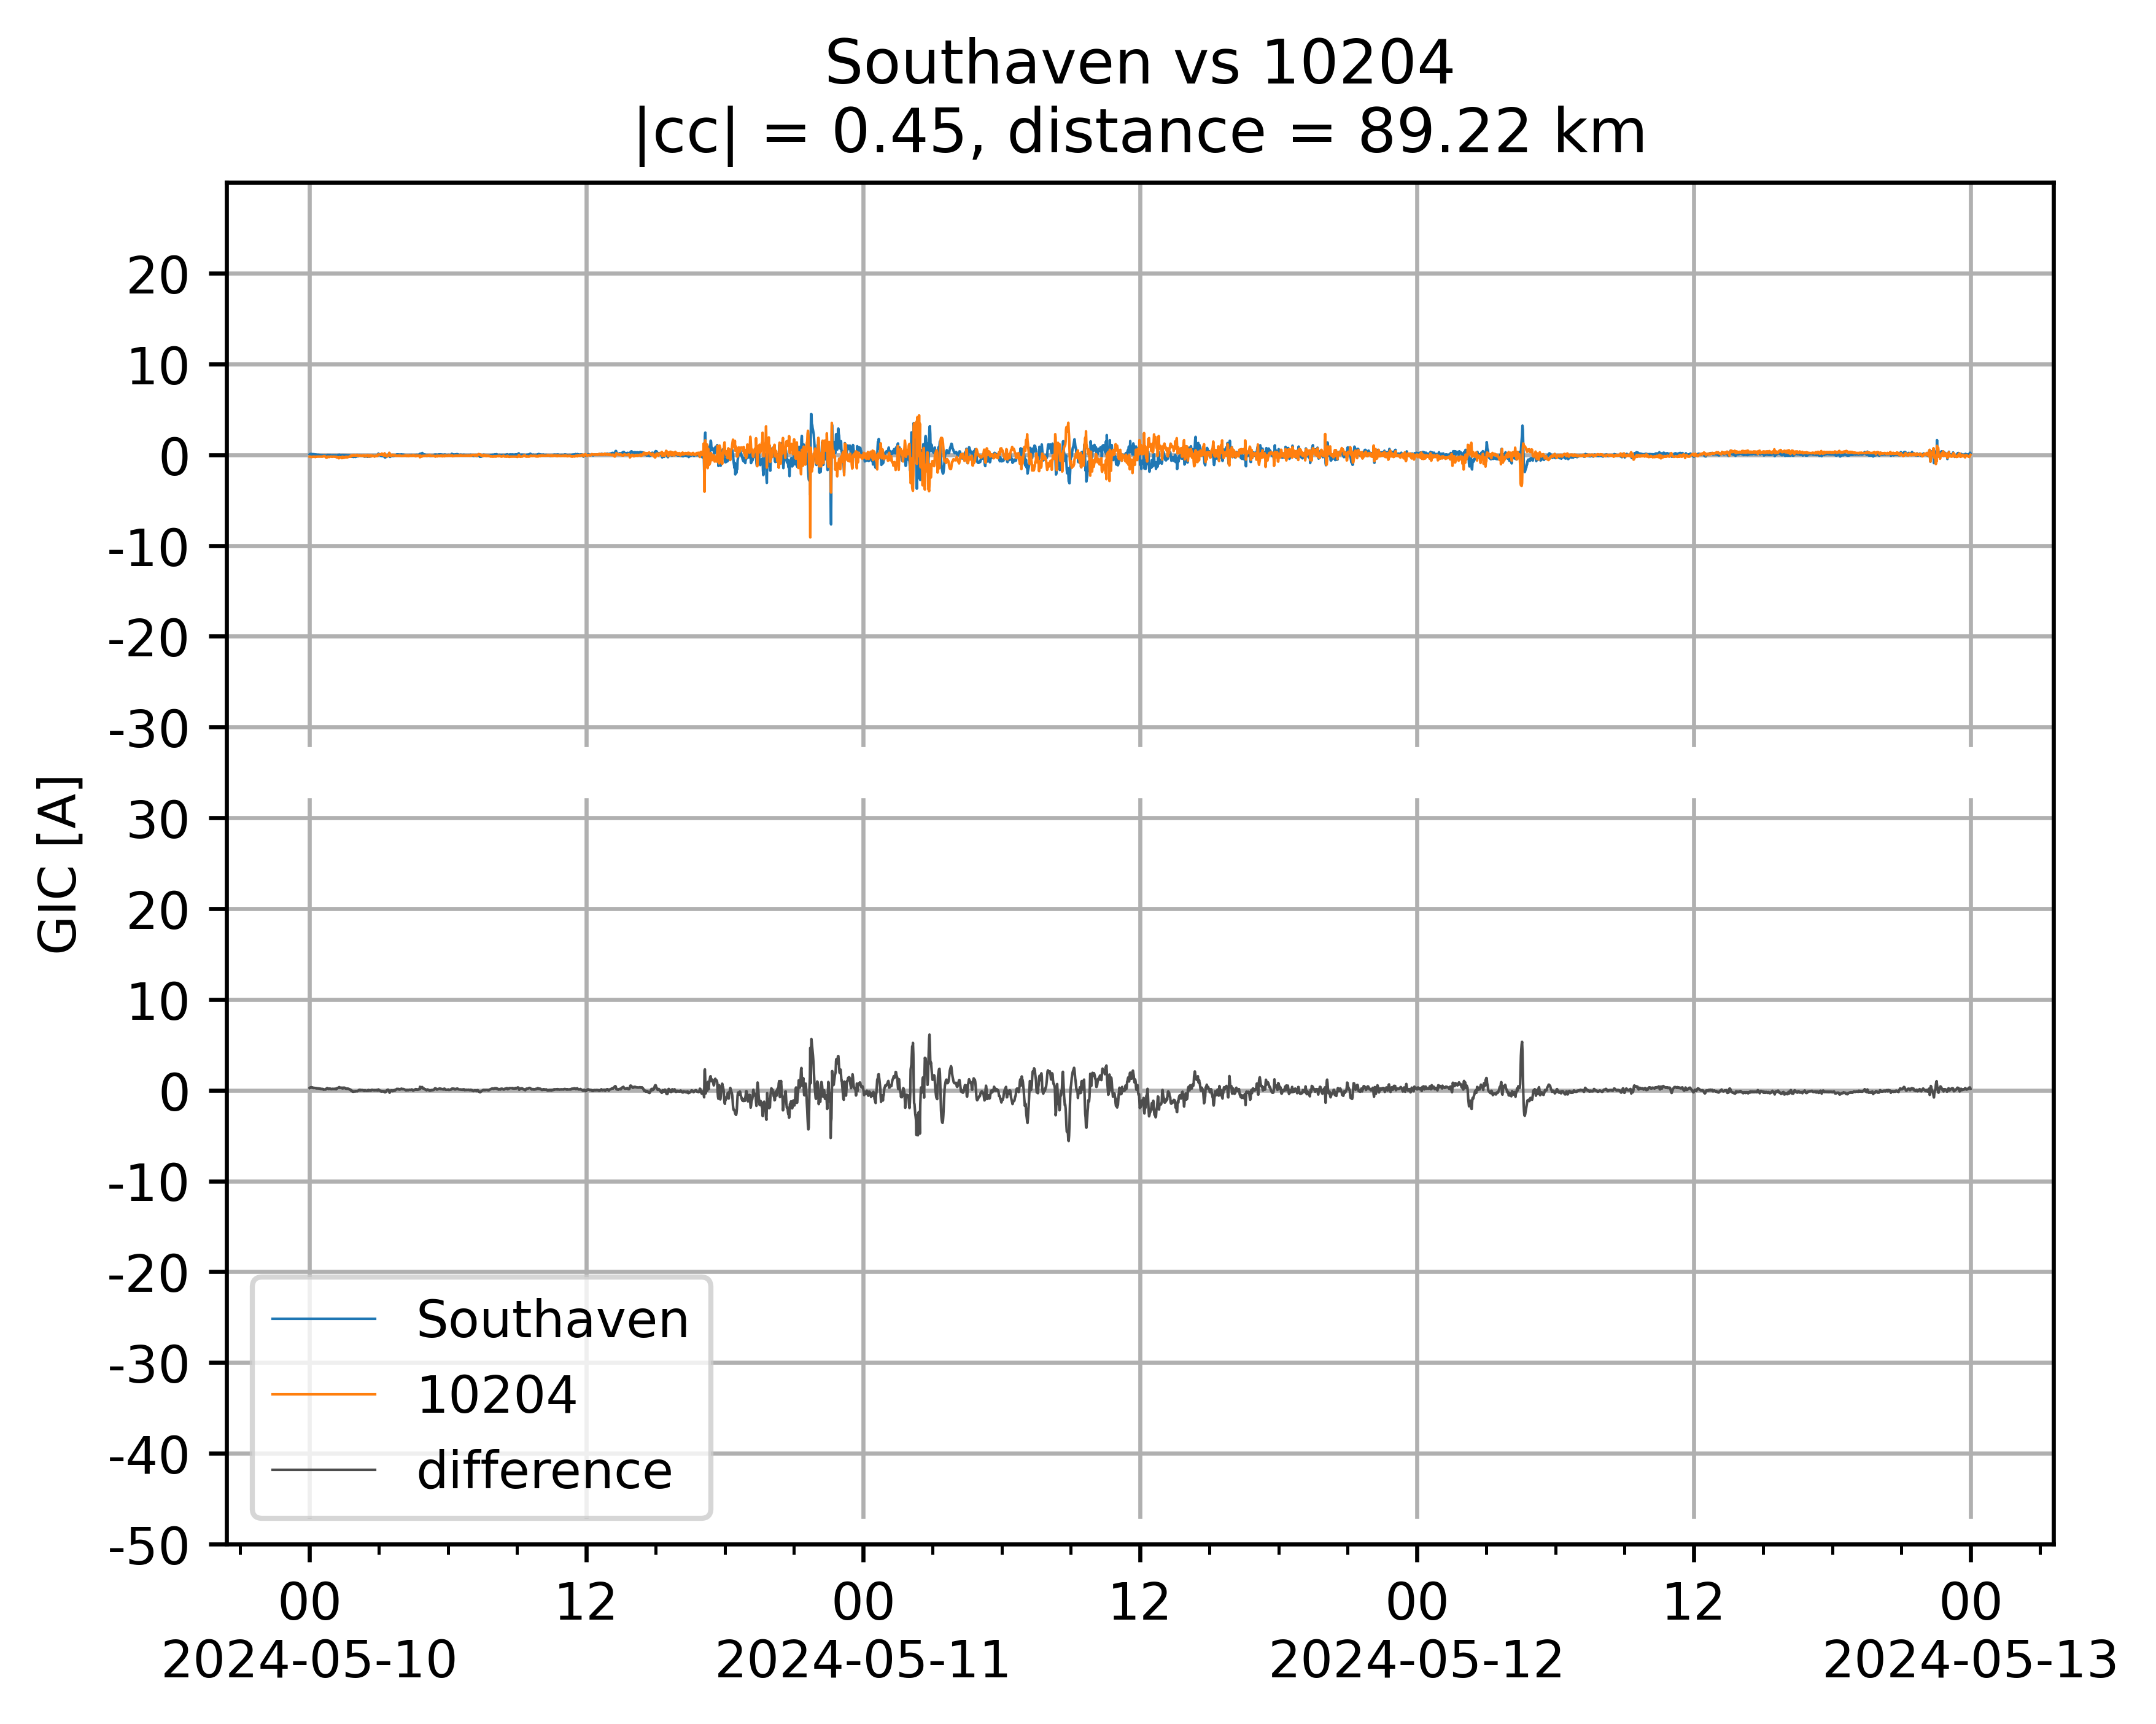 Southaven vs 10204
|cc| = 0.45, distance = 89.22 km
20
10
0
-10
-20
-30
30
20
10
0
-10
-20
-30
-40
-50
GIC [A]
Southaven
10204
difference
00 12 00 12 00 12 00
2024-05-10 2024-05-11 2024-05-12 2024-05-13